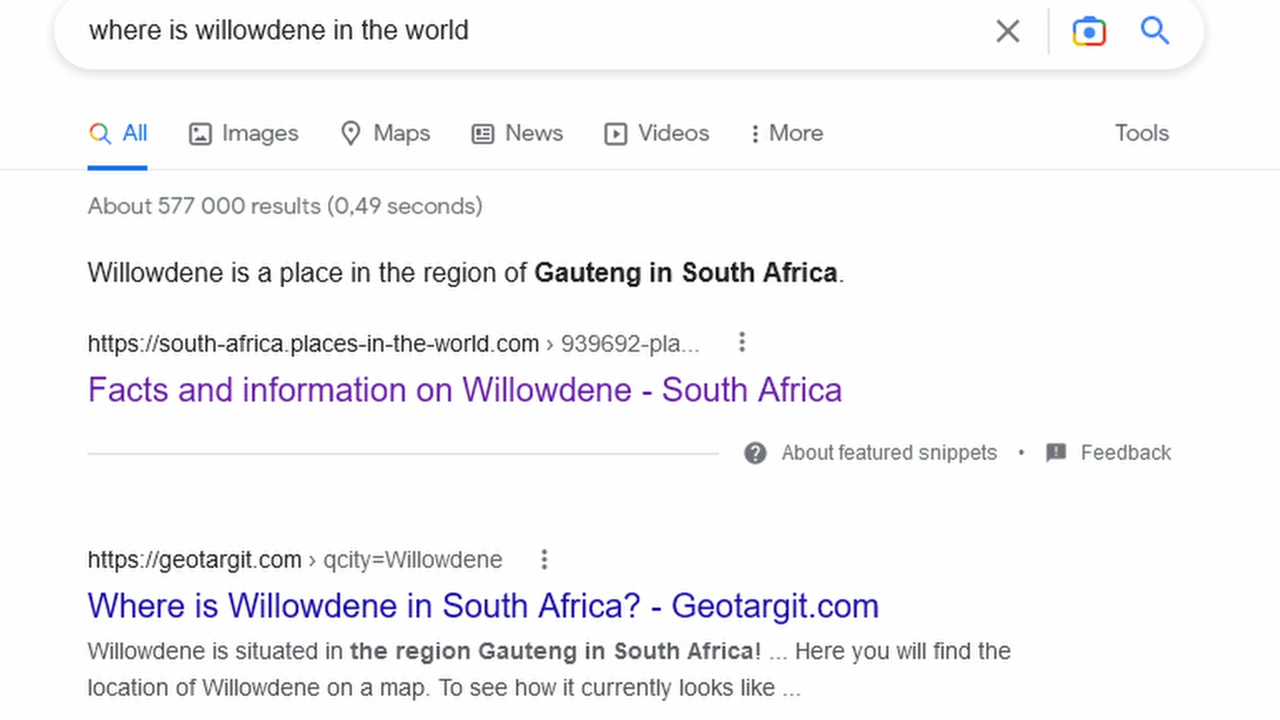 where is willowdene in the world
All Images Maps News Videos More Tools
About 577 000 results (0,49 seconds)
Willowdene is a place in the region of Gauteng in South Africa.
https://south-africa.places-in-the-world.com › 939692-pla...
Facts and information on Willowdene - South Africa
About featured snippets • Feedback
https://geotargit.com › qcity=Willowdene
Where is Willowdene in South Africa? - Geotargit.com
Willowdene is situated in the region Gauteng in South Africa! ... Here you will find the
location of Willowdene on a map. To see how it currently looks like ...